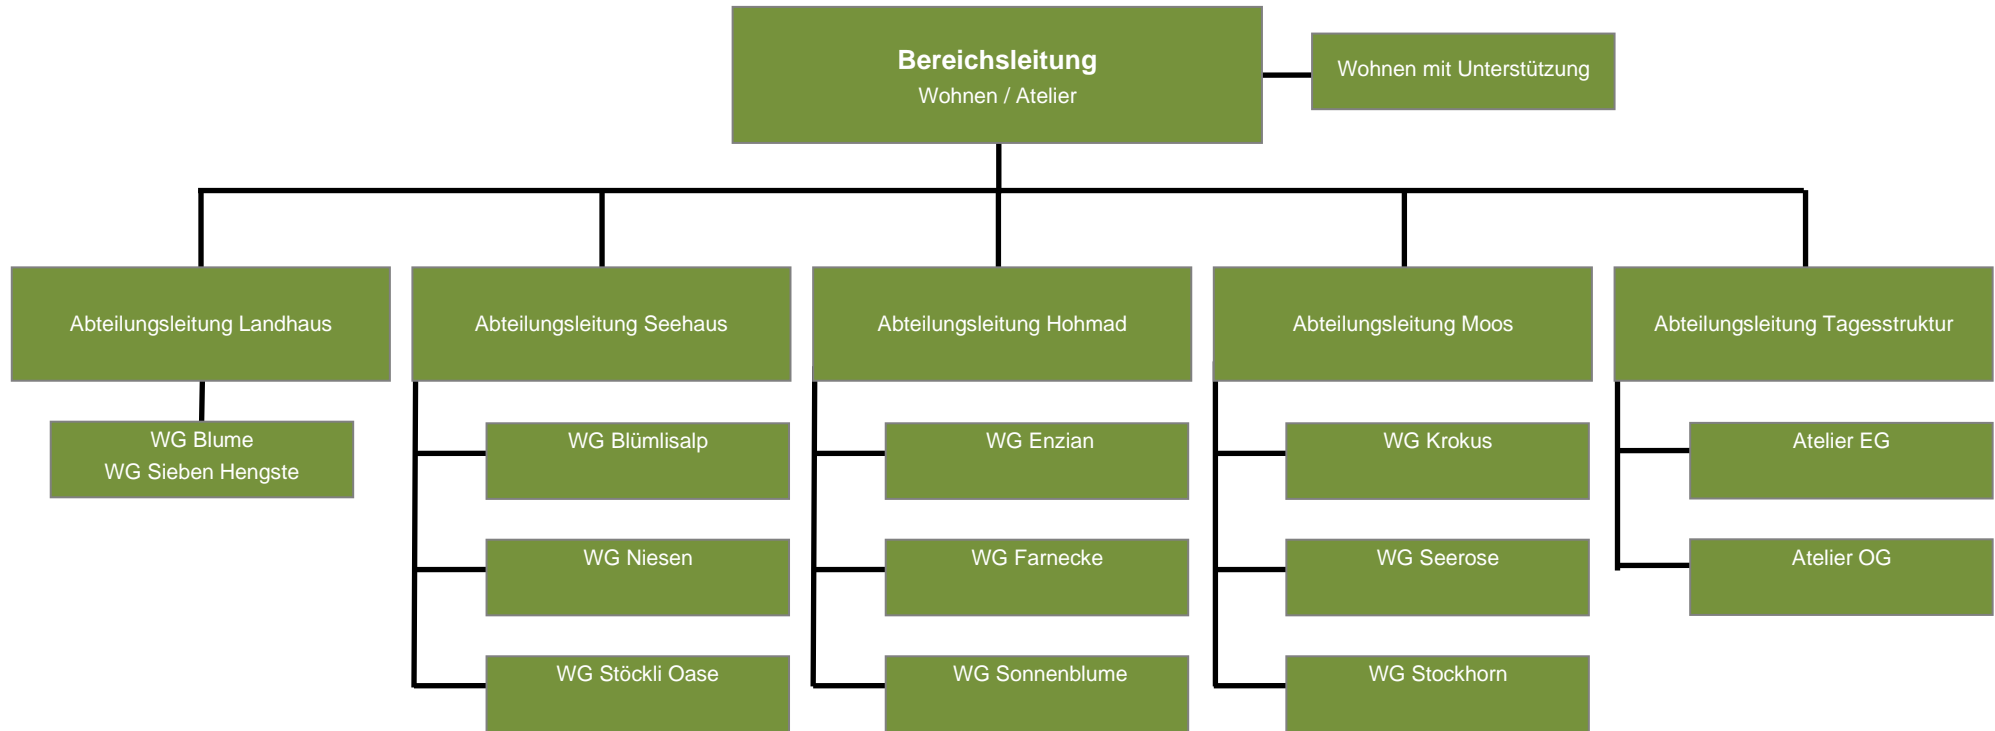 Bereichsleitung
Wohnen / Atelier
Wohnen mit Unterstützung
Abteilungsleitung Landhaus
Abteilungsleitung Seehaus
Abteilungsleitung Hohmad
Abteilungsleitung Moos
Abteilungsleitung Tagesstruktur
WG Blume
WG Sieben Hengste
WG Blümlisalp
WG Enzian
WG Krokus
Atelier EG
WG Niesen
WG Farnecke
WG Seerose
Atelier OG
WG Stöckli Oase
WG Sonnenblume
WG Stockhorn